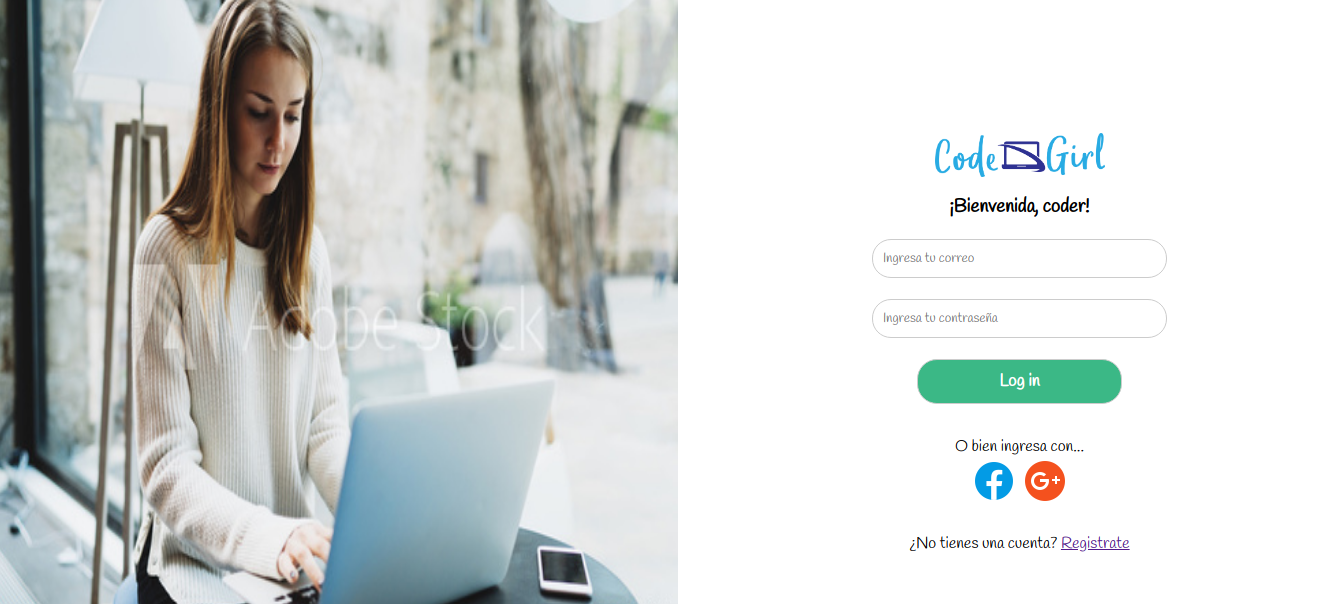 Adobe Stock
Code Girl
¡Bienvenida, coder!
Ingresa tu correo
Ingresa tu contraseña
Log in
O bien ingresa con...
f G+
¿No tienes una cuenta? Registrate